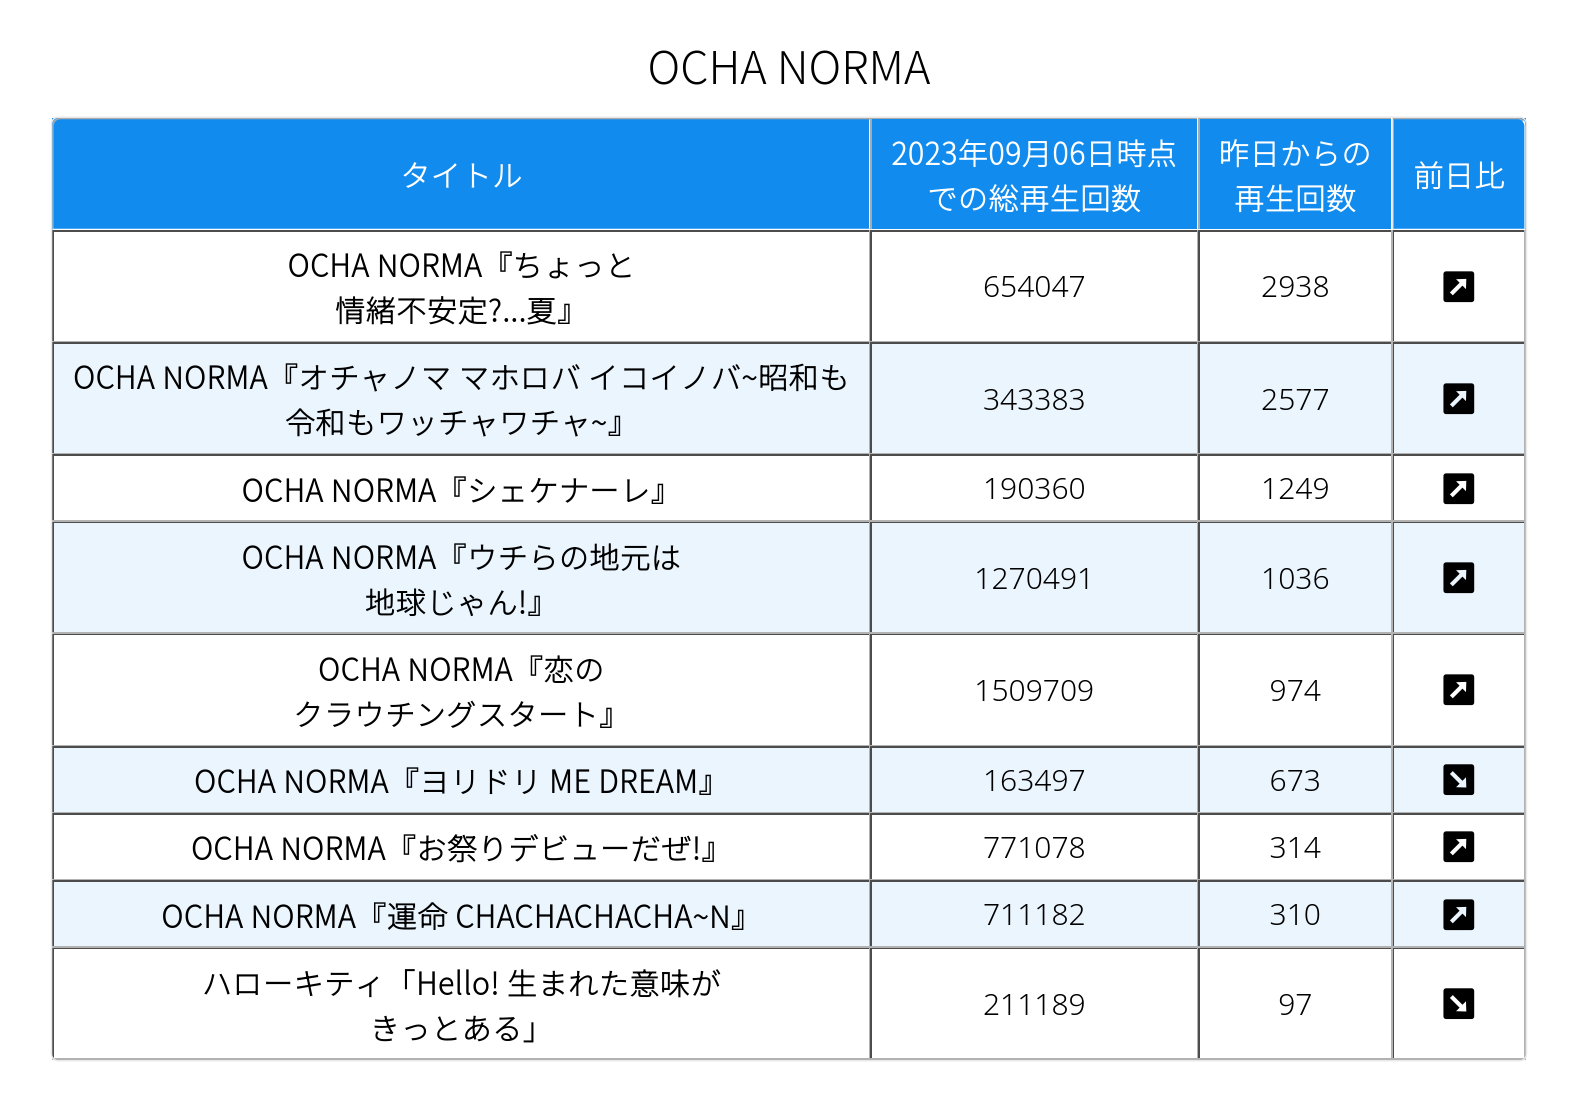 OCHA NORMA
タイトル
2023年09月06日時点
での総再生回数
昨日からの
再生回数
前日比
OCHA NORMA『ちょっと
情緒不安定?...夏』
654047
2938
OCHA NORMA『オチャノマ マホロバ イコイノバ~昭和も
令和もワッチャワチャ~』
343383
2577
OCHA NORMA『シェケナーレ』
190360
1249
OCHA NORMA『ウチらの地元は
地球じゃん!』
1270491
1036
OCHA NORMA『恋の
クラウチングスタート』
1509709
974
OCHA NORMA『ヨリドリ ME DREAM』
163497
673
OCHA NORMA『お祭りデビューだぜ!』
771078
314
OCHA NORMA『運命 CHACHACHACHA~N』
711182
310
ハローキティ「Hello! 生まれた意味が
きっとある」
211189
97